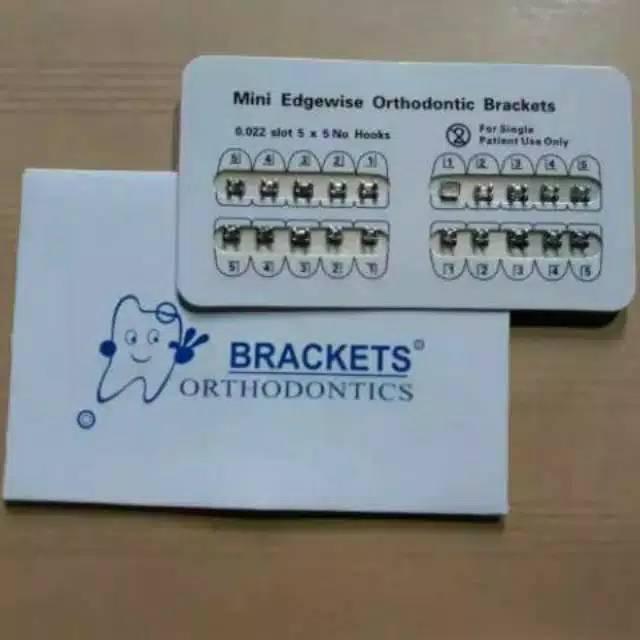 Mini Edgewise Orthodontic Brackets
0.022 slot 5 x 5 No Hooks
For Single
Patient Use Only
5 4 3 2 1
1 2 3 4 5
5 4 3 2 1
1 2 3 4 5
BRACKETS
ORTHODONTICS